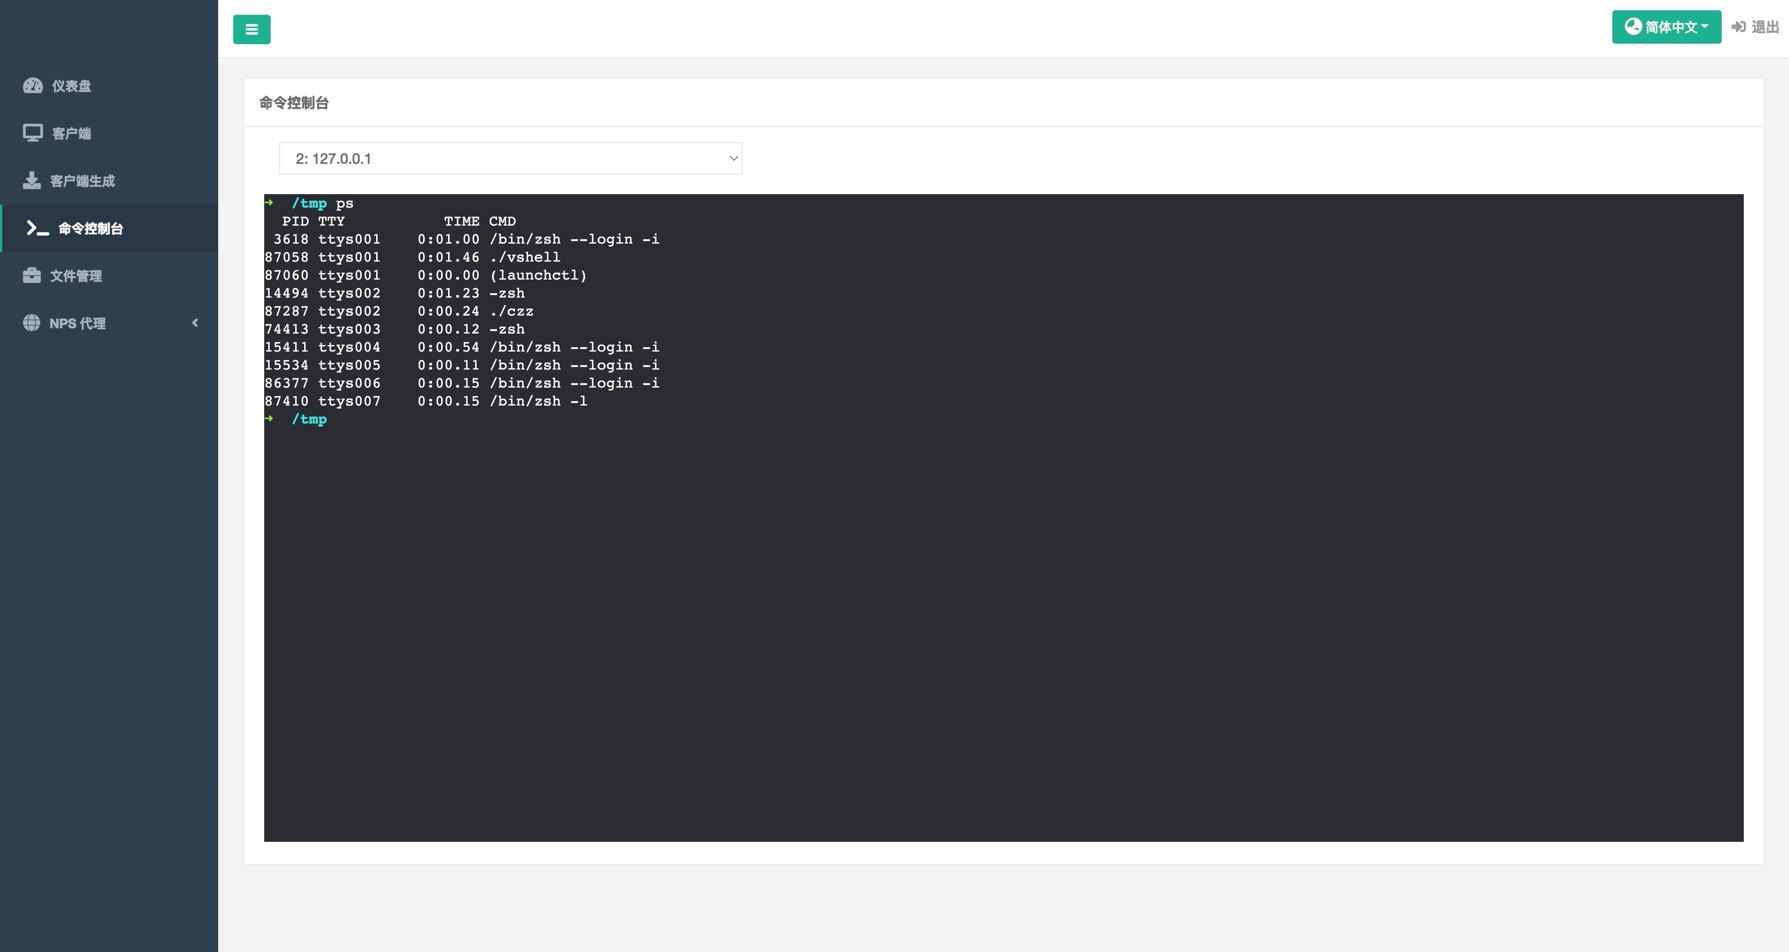 简体中文
退出
仪表盘
客户端
客户端生成
命令控制台
文件管理
NPS 代理
命令控制台
2: 127.0.0.1
→  /tmp ps
  PID TTY           TIME CMD
 3618 ttys001    0:01.00 /bin/zsh --login -i
87058 ttys001    0:01.46 ./vshell
87060 ttys001    0:00.00 (launchctl)
14494 ttys002    0:01.23 -zsh
87287 ttys002    0:00.24 ./czz
74413 ttys003    0:00.12 -zsh
15411 ttys004    0:00.54 /bin/zsh --login -i
15534 ttys005    0:00.11 /bin/zsh --login -i
86377 ttys006    0:00.15 /bin/zsh --login -i
87410 ttys007    0:00.15 /bin/zsh -l
→  /tmp